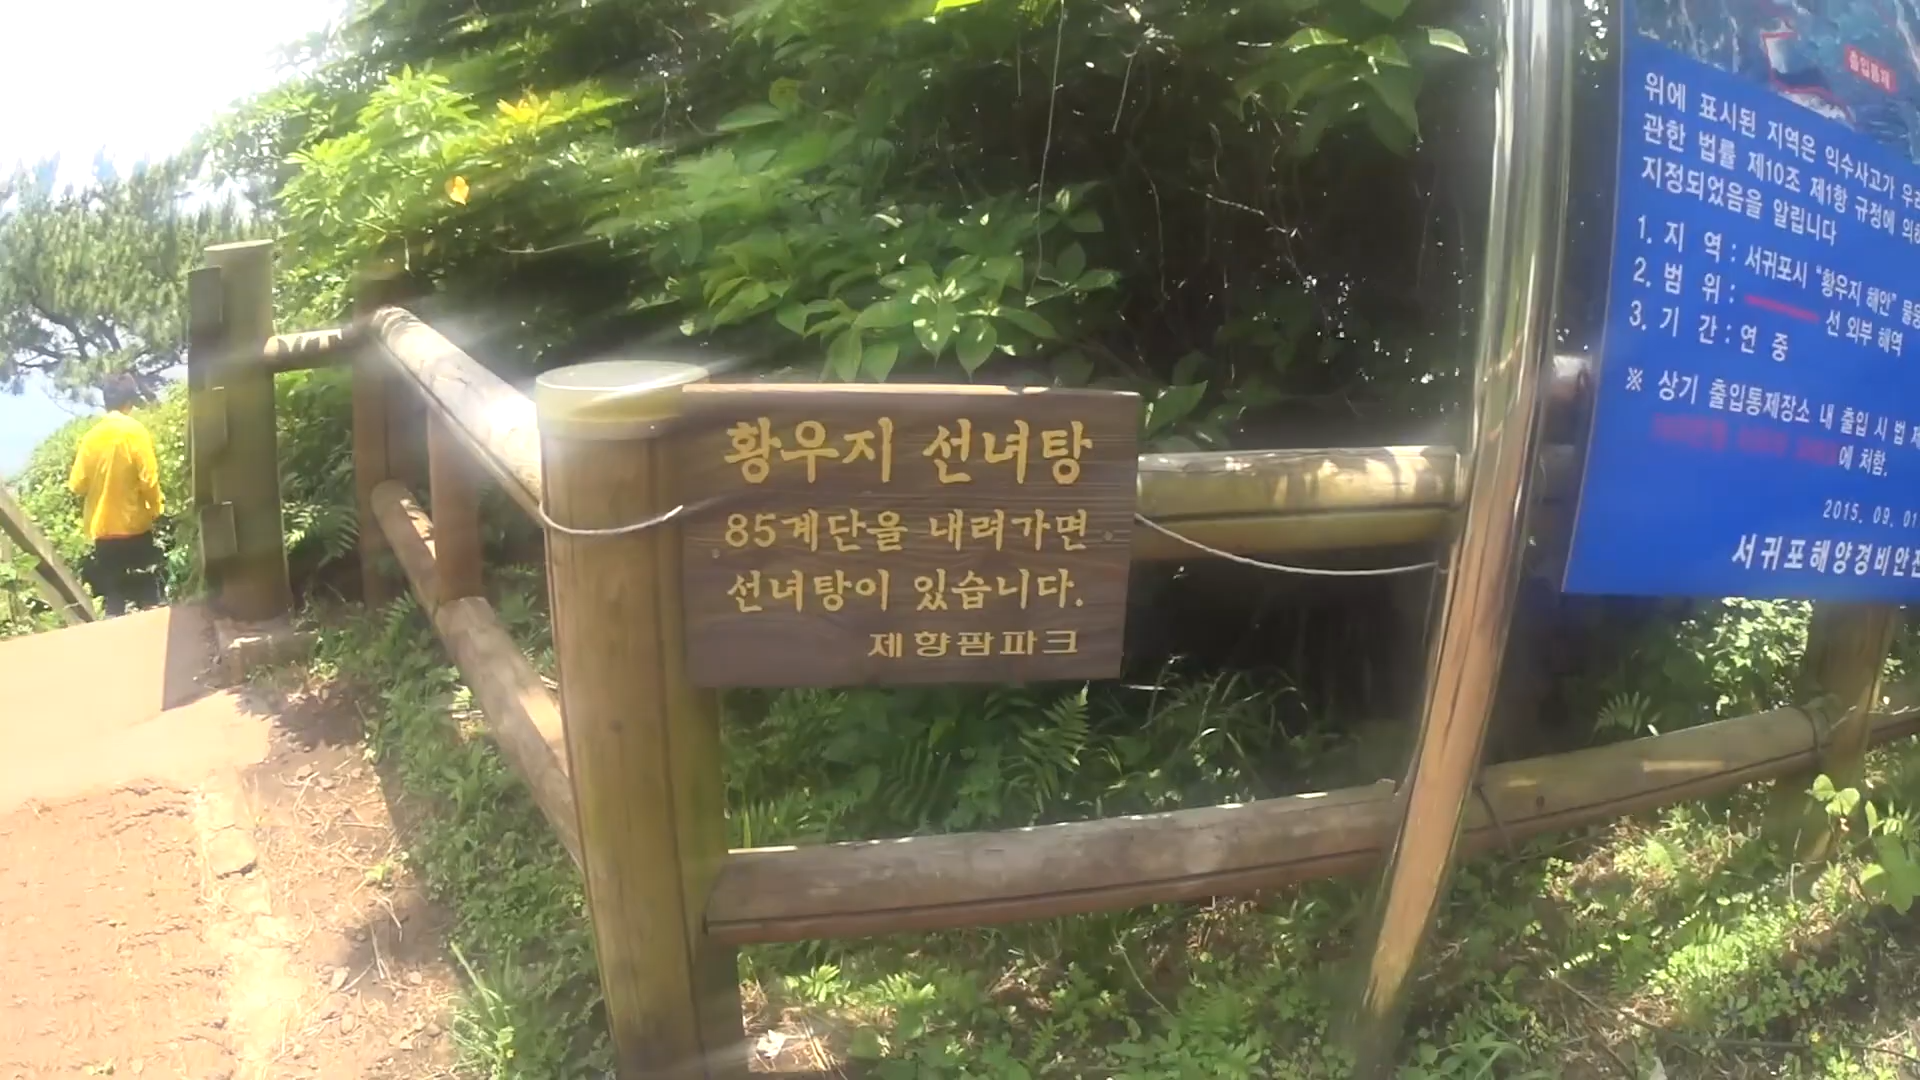 황우지 선녀탕
85계단을 내려가면
선녀탕이 있습니다.
제향팜파크
출입통제
위에 표시된 지역은 익수사고가
관한 법률 제10조 제1항 규정에
지정되었음을 알립니다
1. 지 역 : 서귀포시 "황우지 해안"
2. 범 위 : 선 외부 해역
3. 기 간 : 연 중
※ 상기 출입통제장소 내 출입 시 법
에 처함.
2015. 09. 01
서귀포해양경비안전